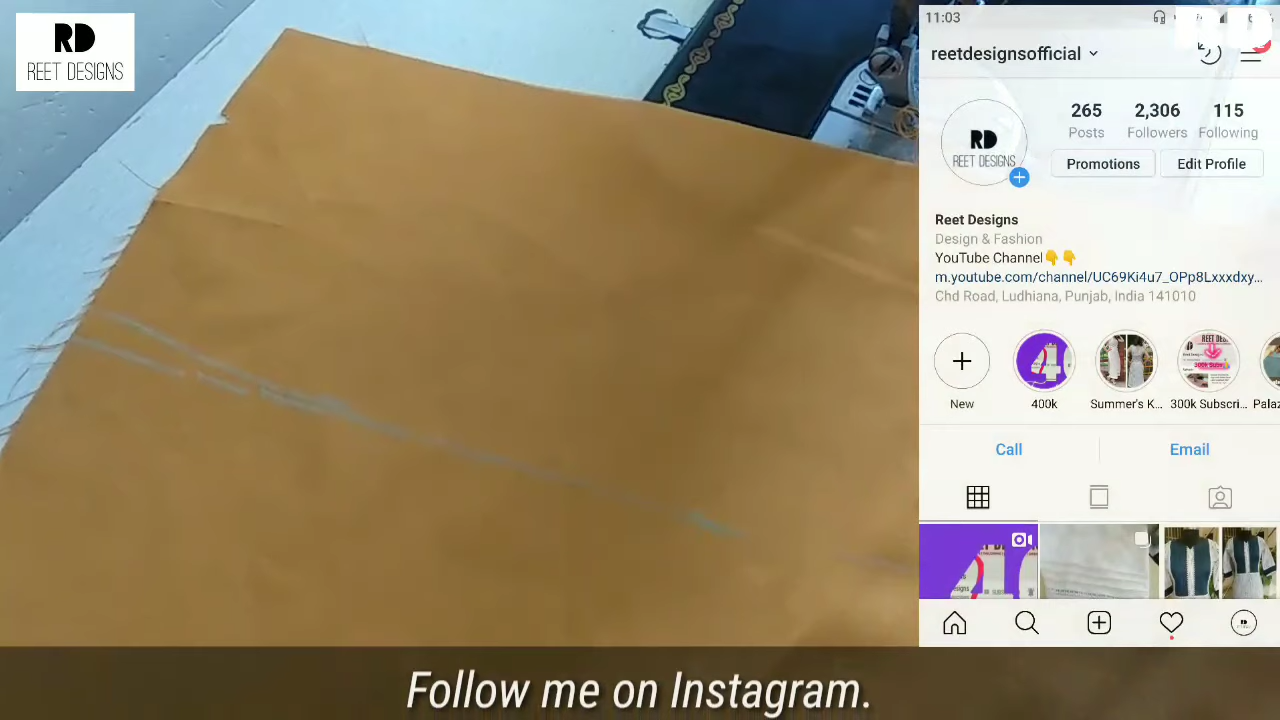 RD
REET DESIGNS
11:03
reetdesignsofficial
RD
REET DESIGNS
265
2,306
115
Posts
Followers
Following
Promotions
Edit Profile
Reet Designs
Design & Fashion
YouTube Channel👇👇
m.youtube.com/channel/UC69Ki4u7_OPp8Lxxxdxy...
Chd Road, Ludhiana, Punjab, India 141010
New
400k
Summer's K...
300k Subscri...
Palaz
Call
Email
Follow me on Instagram.